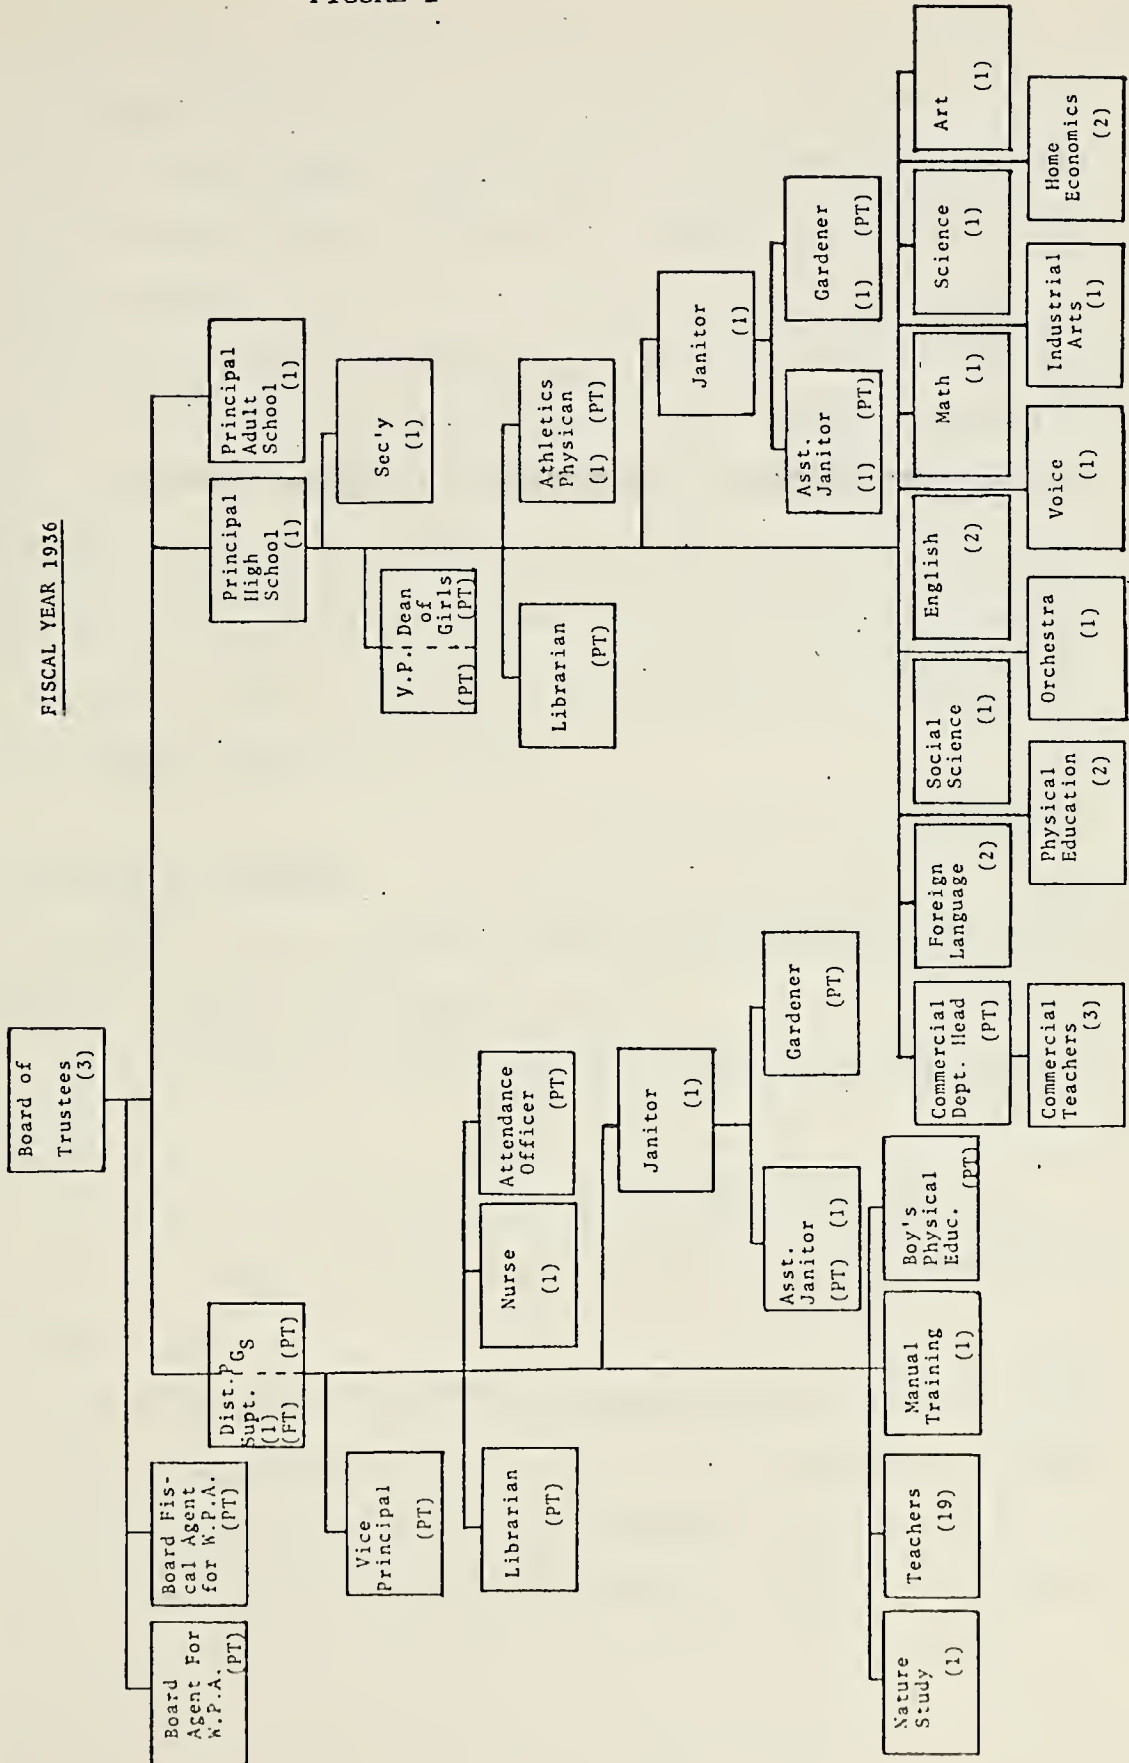 FIGURE
FISCAL YEAR 1936
Board of
Trustees
(3)
Board
Agent For
W.P.A.
(PT)
Board Fis-
cal Agent
for W.P.A.
(PT)
Dist. PGS
Supt.
(1)
(FT) (PT)
Principal
High
School
(1)
Principal
Adult
School
(1)
Vice
Principal
(PT)
Sec'y
(1)
V.P. Dean
of
Girls
(PT) (PT)
Librarian
(PT)
Nurse
(1)
Attendance
Officer
(PT)
Librarian
(PT)
Athletics
Physican
(1) (PT)
Janitor
(1)
Janitor
(1)
Asst.
Janitor
(PT) (1)
Gardener
(PT)
Asst.
Janitor
(1) (PT)
Gardener
(1) (PT)
Nature
Study
(1)
Teachers
(19)
Manual
Training
(1)
Boy's
Physical
Educ.
(PT)
Commercial
Dept. Head
(PT)
Foreign
Language
(2)
Social
Science
(1)
English
(2)
Math
(1)
Science
(1)
Art
(1)
Commercial
Teachers
(3)
Physical
Education
(2)
Orchestra
(1)
Voice
(1)
Industrial
Arts
(1)
Home
Economics
(2)